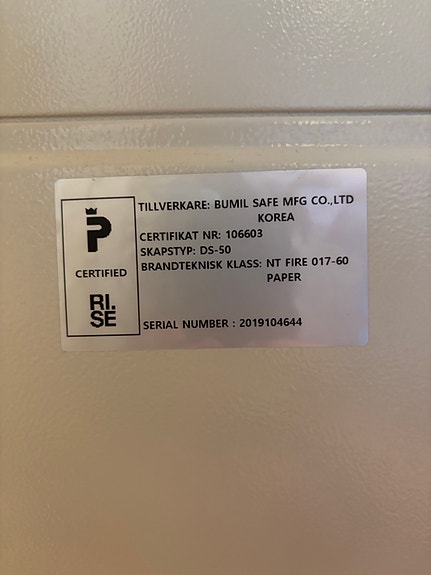 P
CERTIFIED
RI.
SE
TILLVERKARE: BUMIL SAFE MFG CO.,LTD
KOREA
CERTIFIKAT NR: 106603
SKAPSTYP: DS-50
BRANDTEKNISK KLASS: NT FIRE 017-60
PAPER
SERIAL NUMBER : 2019104644